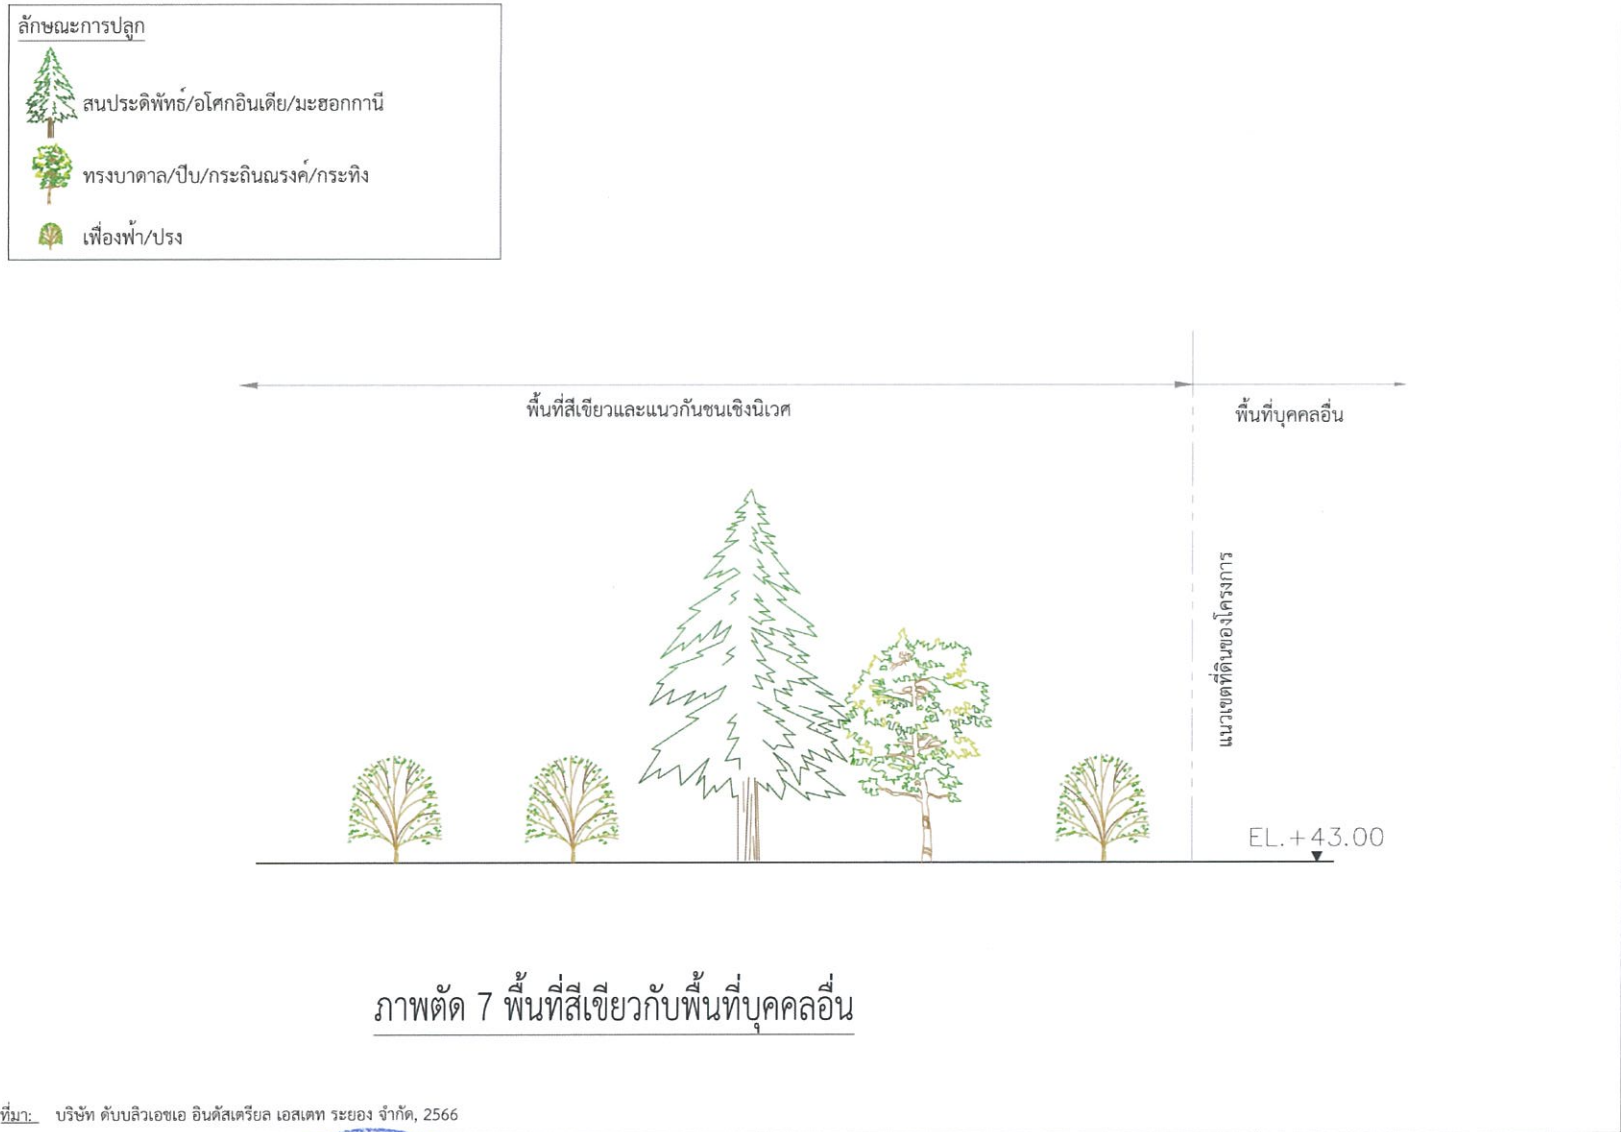 ลักษณะการปลูก
สนประดิพัทธ์/อโศกอินเดีย/มะฮอกกานี
ทรงบาดาล/ปีบ/กระถินณรงค์/กระทิง
เฟื่องฟ้า/ปรง
พื้นที่สีเขียวและแนวกันชนเชิงนิเวศ
พื้นที่บุคคลอื่น
แนวเขตที่ดินของโครงการ
EL.+43.00
ภาพตัด 7 พื้นที่สีเขียวกับพื้นที่บุคคลอื่น
ที่มา: บริษัท ดับบลิวเอชเอ อินดัสเตรียล เอสเตท ระยอง จำกัด, 2566